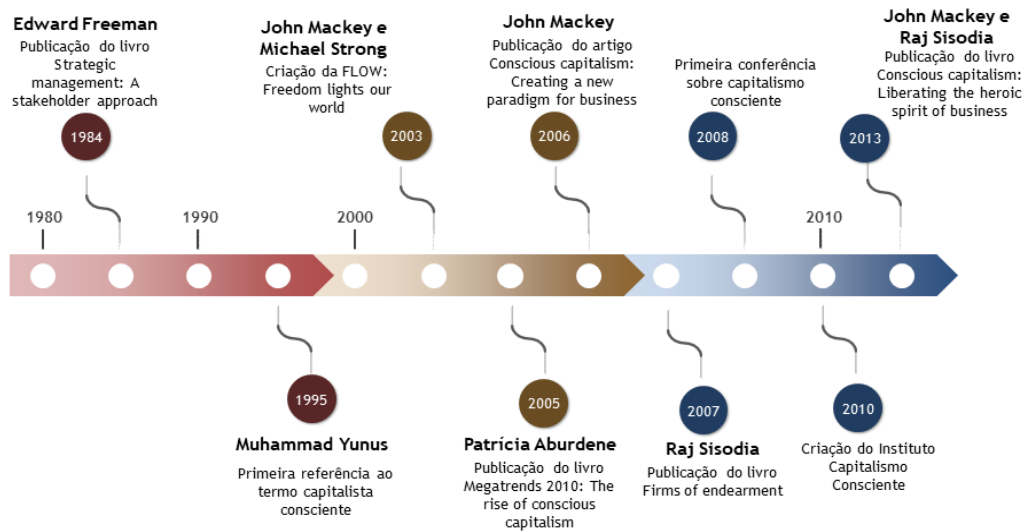 Edward Freeman
Publicação do livro
Strategic
management: A
stakeholder approach
1984
John Mackey e
Michael Strong
Criação da FLOW:
Freedom lights our
world
2003
John Mackey
Publicação do artigo
Conscious capitalism:
Creating a new
paradigm for business
2006
Primeira conferência
sobre capitalismo
consciente
2008
John Mackey e
Raj Sisodia
Publicação do livro
Conscious capitalism:
Liberating the heroic
spirit of business
2013
1980
1990
2000
2010
1995
Muhammad Yunus
Primeira referência ao
termo capitalista
consciente
2005
Patrícia Aburdene
Publicação do livro
Megatrends 2010: The
rise of conscious
capitalism
2007
Raj Sisodia
Publicação do livro
Firms of endearment
2010
Criação do Instituto
Capitalismo
Consciente